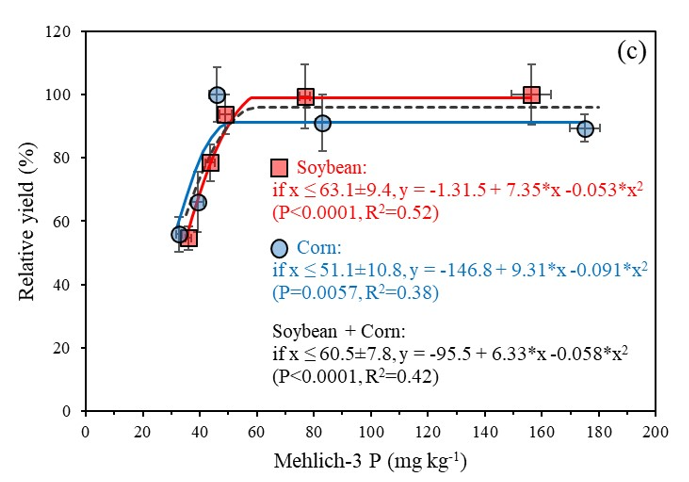 (c)
120
100
80
60
40
20
0
Relative yield (%)
Soybean:
if x ≤63.1±9.4, y = -1.31.5 + 7.35*x -0.053*x²
(P<0.0001, R²=0.52)
Corn:
if x ≤51.1±10.8, y = -146.8 + 9.31*x -0.091*x²
(P=0.0057, R²=0.38)
Soybean + Corn:
if x ≤60.5±7.8, y = -95.5 + 6.33*x -0.058*x²
(P<0.0001, R²=0.42)
0 20 40 60 80 100 120 140 160 180 200
Mehlich-3 P (mg kg⁻¹)